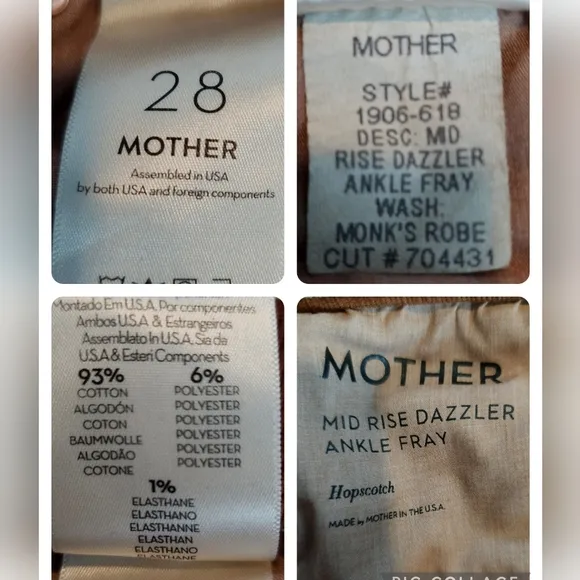 28
MOTHER
Assembled in USA
by both USA and foreign components
MOTHER
STYLE#
1906-618
DESC: MID
RISE DAZZLER
ANKLE FRAY
WASH:
MONK'S ROBE
CUT # 704431
Montado Em U.S.A, Por componentes
Ambos U.S.A & Estrangeiros
Assemblato In U.S.A, Sia da
U.S.A & Esteri Components
93% 6%
COTTON POLYESTER
ALGODÓN POLYESTER
COTON POLYESTER
BAUMWOLLE POLYESTER
ALGODÃO POLYESTER
COTONE POLYESTER
1%
ELASTHANE
ELASTHANO
ELASTHANNE
ELASTHAN
ELASTHANO
MOTHER
MID RISE DAZZLER
ANKLE FRAY
Hopscotch
MADE by MOTHER IN THE U.S.A.
PIC COLLAGE